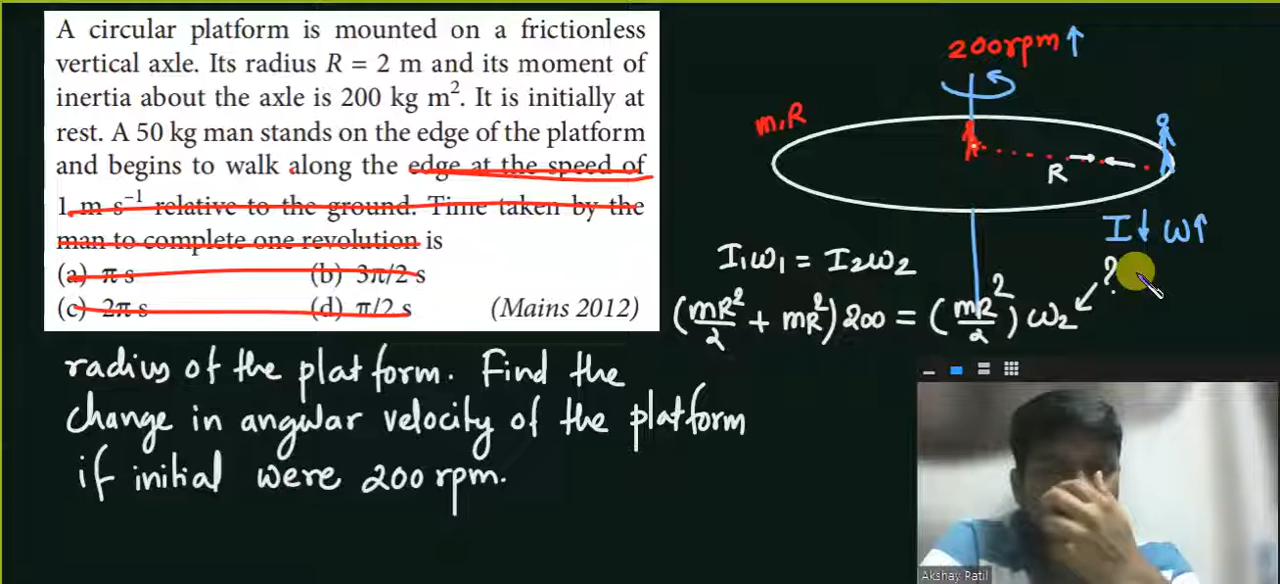 A circular platform is mounted on a frictionless
vertical axle. Its radius R = 2 m and its moment of
inertia about the axle is 200 kg m². It is initially at
rest. A 50 kg man stands on the edge of the platform
and begins to walk along the edge at the speed of
1 m s⁻¹ relative to the ground. Time taken by the
man to complete one revolution is
(a) π s (b) 3π/2 s
(c) 2π s (d) π/2 s (Mains 2012)
radius of the platform. Find the
change in angular velocity of the platform
if initial were 200 rpm.
200rpm↑
m,R
R
I↓ ω↑
I₁ω₁ = I₂ω₂
?
(mR²/2 + mR²) 200 = (mR²/2) ω₂
Akshay Patil